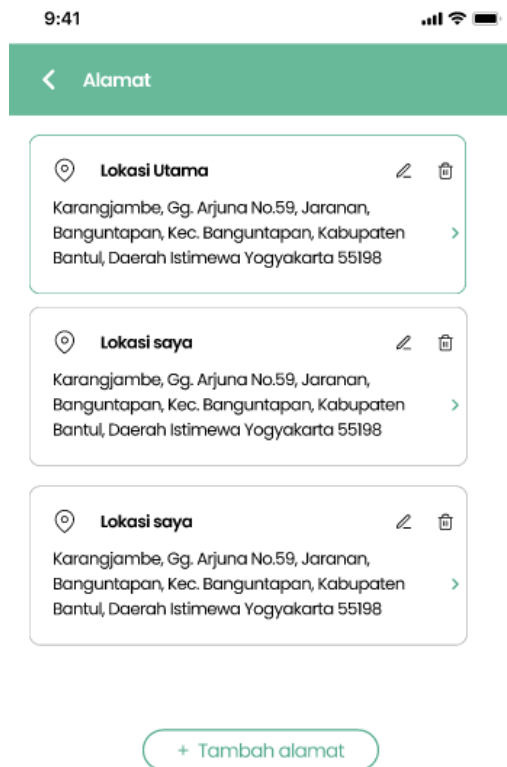 9:41
Alamat
Lokasi Utama
Karangjambe, Gg. Arjuna No.59, Jaranan,
Banguntapan, Kec. Banguntapan, Kabupaten
Bantul, Daerah Istimewa Yogyakarta 55198
Lokasi saya
Karangjambe, Gg. Arjuna No.59, Jaranan,
Banguntapan, Kec. Banguntapan, Kabupaten
Bantul, Daerah Istimewa Yogyakarta 55198
Lokasi saya
Karangjambe, Gg. Arjuna No.59, Jaranan,
Banguntapan, Kec. Banguntapan, Kabupaten
Bantul, Daerah Istimewa Yogyakarta 55198
+ Tambah alamat